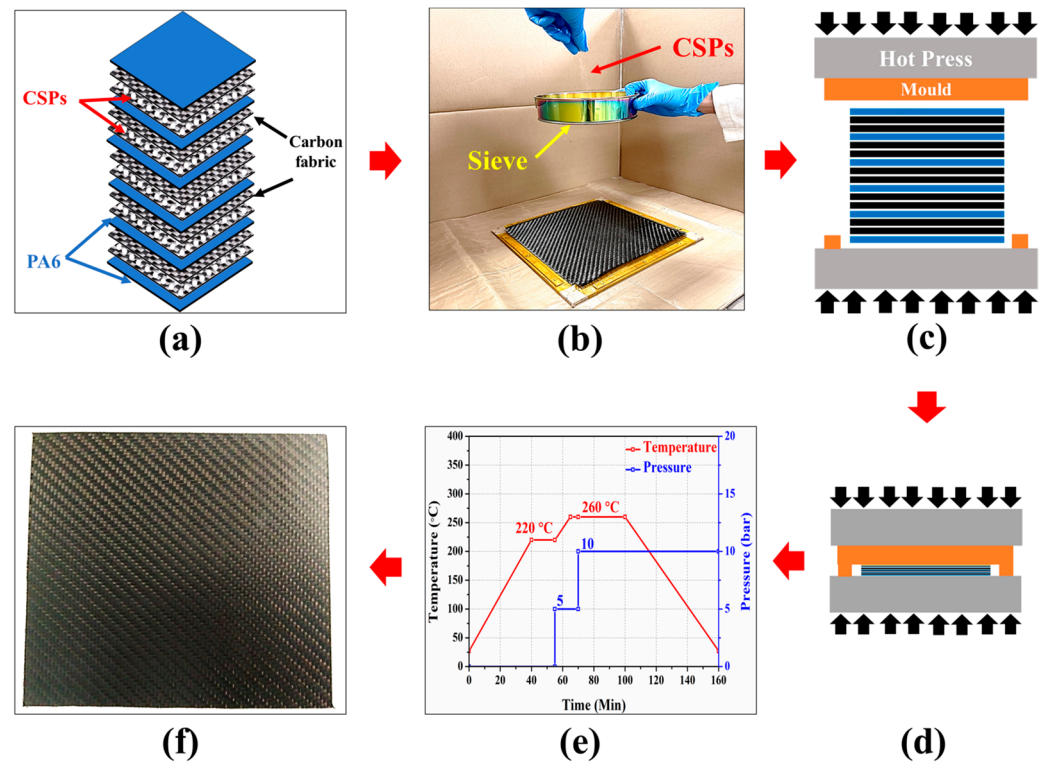 CSPs
Carbon
fabric
PA6
(a)
CSPs
Sieve
(b)
Hot Press
Mould
(c)
(f)
400
350
300
250
200
150
100
50
25
0
Temperature (°C)
Temperature
Pressure
220 °C
260 °C
10
5
20
15
10
5
0
Pressure (bar)
0 20 40 60 80 100 120 140 160
Time (Min)
(e)
(d)